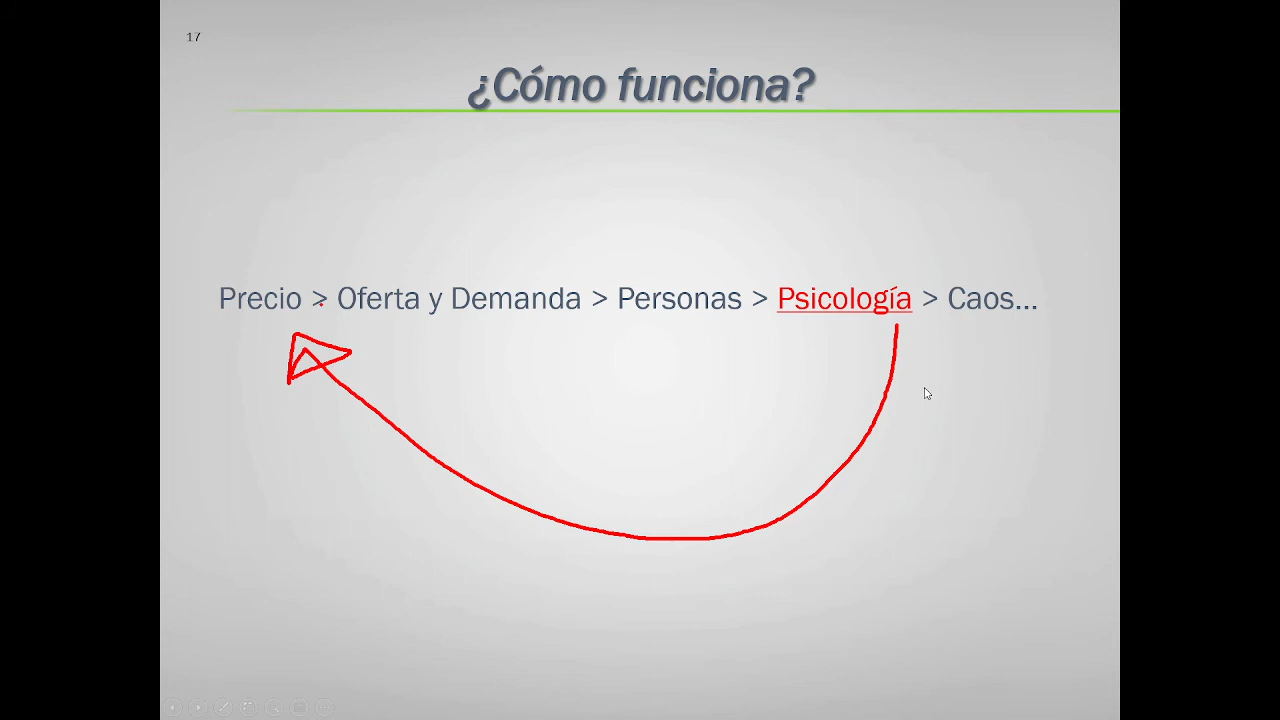 17
¿Cómo funciona?
Precio > Oferta y Demanda > Personas > Psicología > Caos...